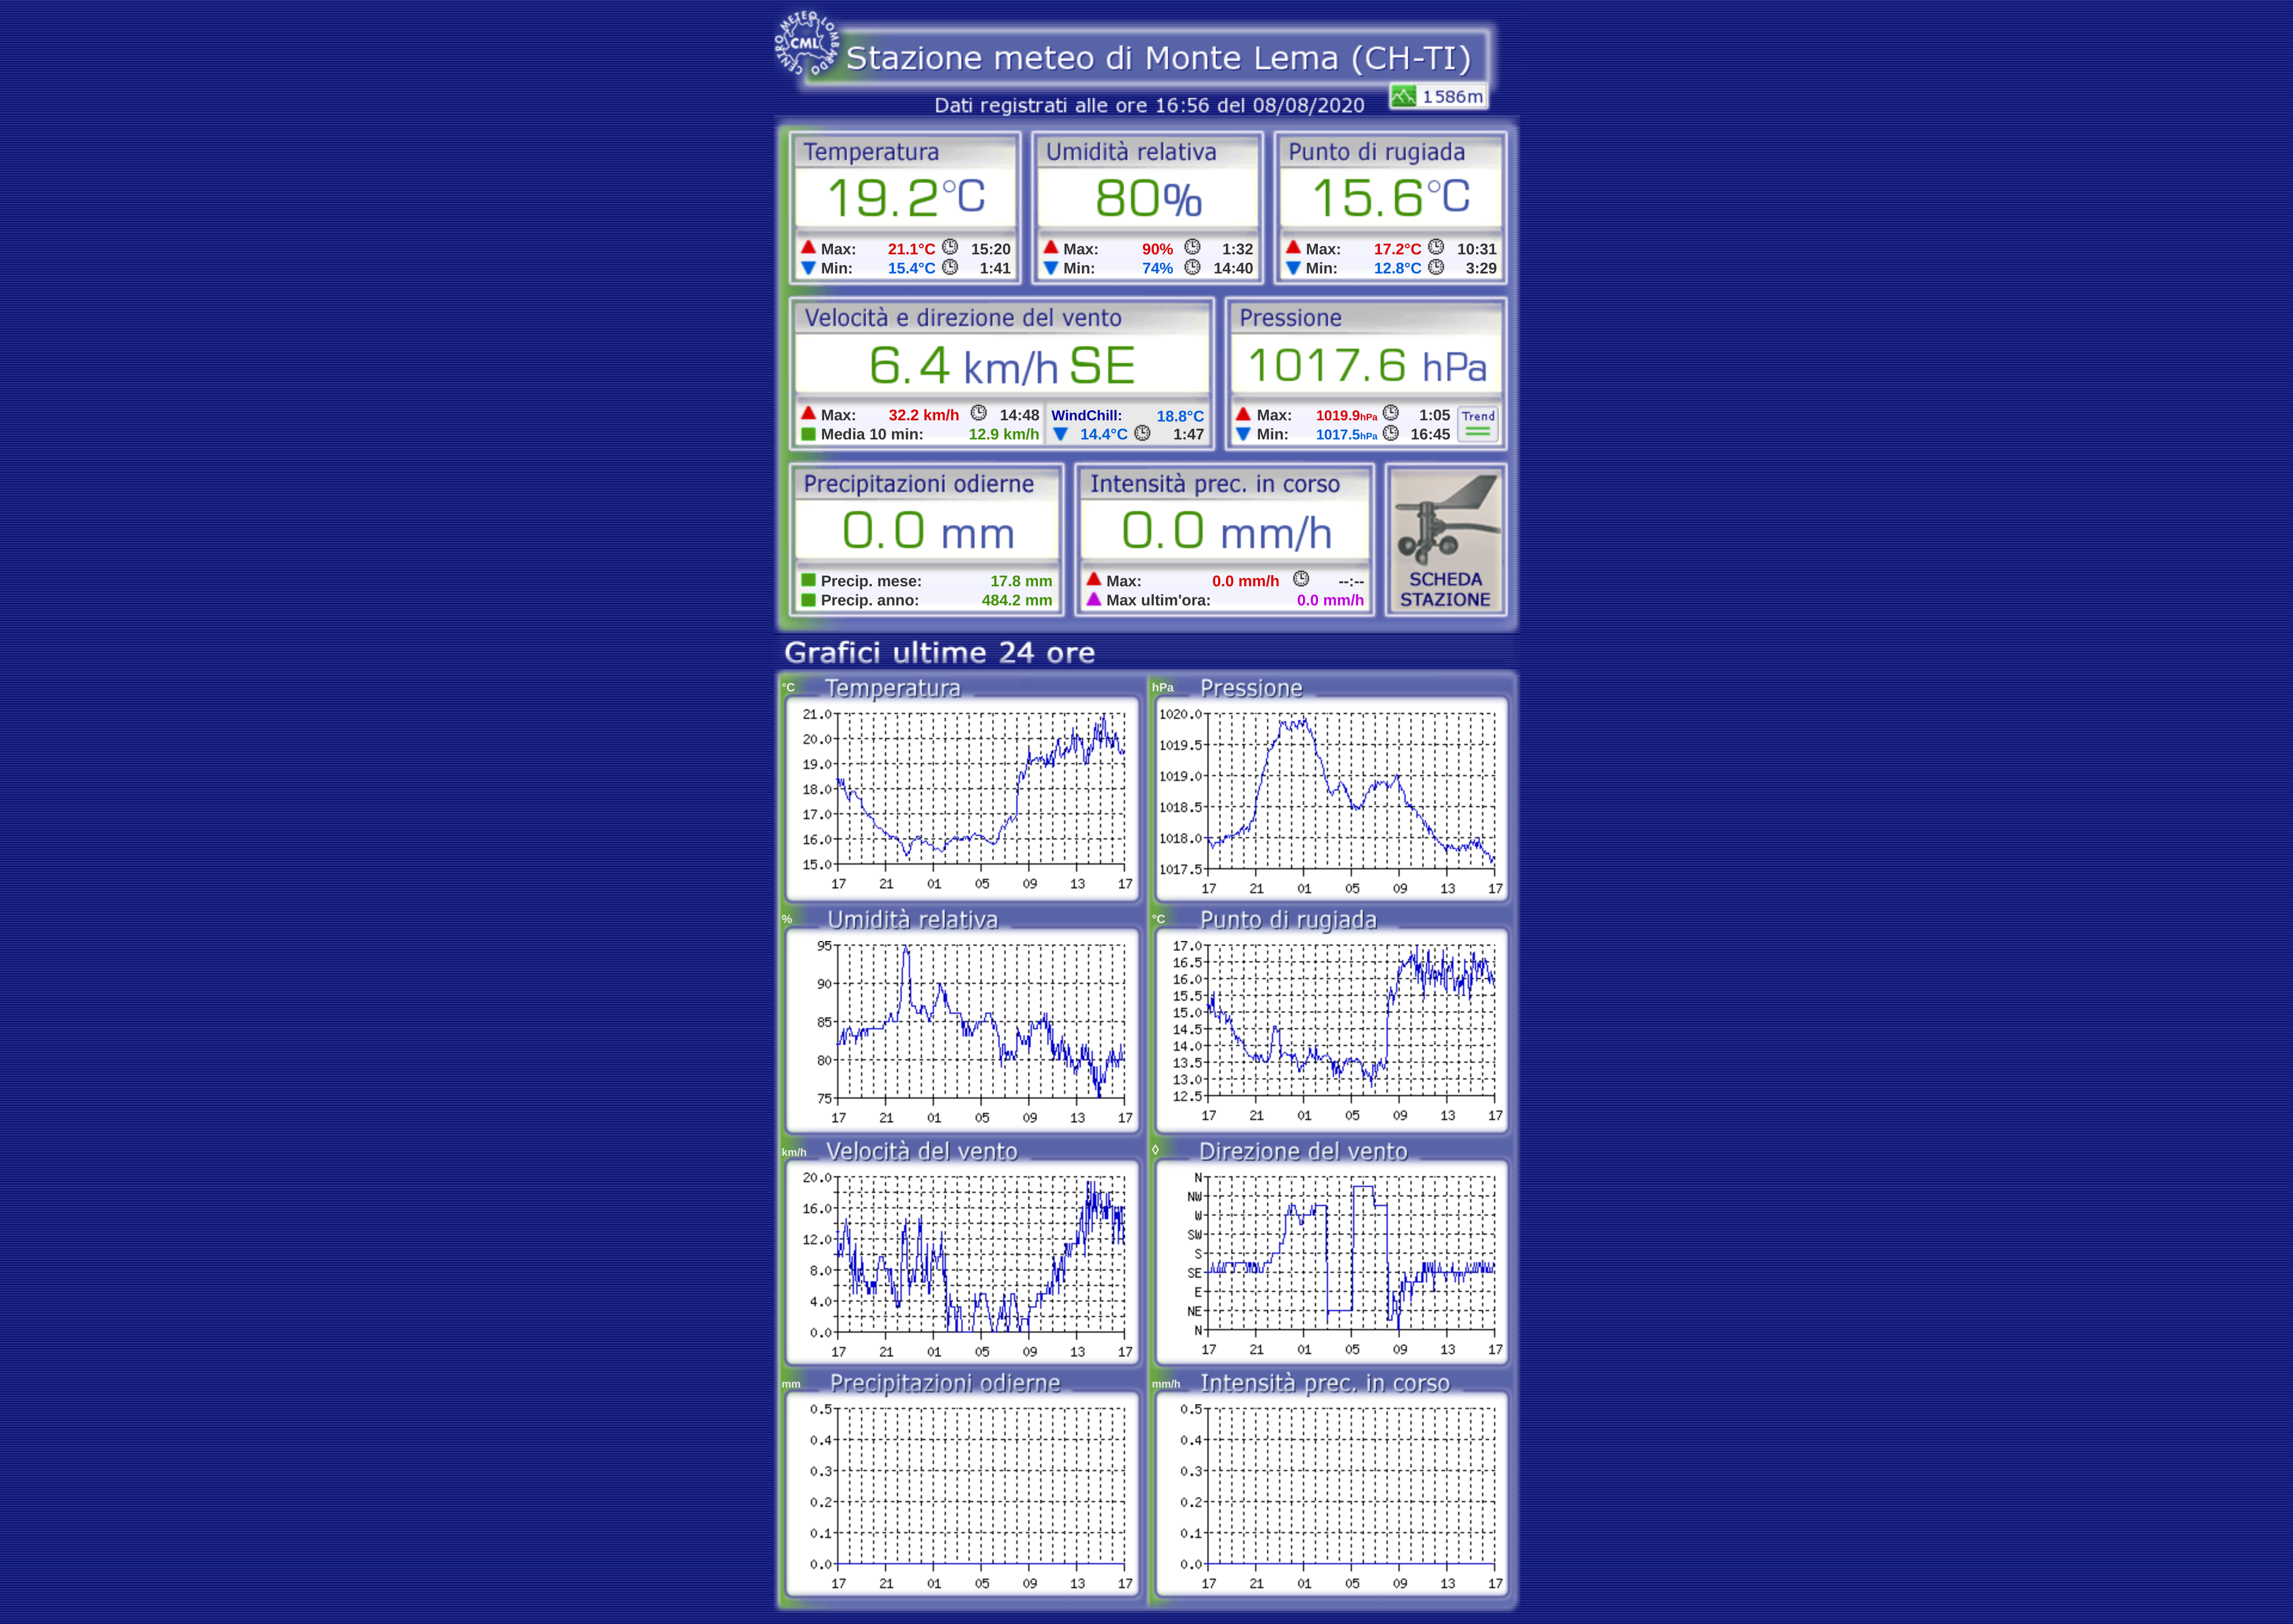 CENTRO METEO LOMBARDO
CML
Stazione meteo di Monte Lema (CH-TI)
Dati registrati alle ore 16:56 del 08/08/2020
1586m
Temperatura
19.2°C
Max: 21.1°C 15:20
Min: 15.4°C 1:41
Umidità relativa
80%
Max: 90% 1:32
Min: 74% 14:40
Punto di rugiada
15.6°C
Max: 17.2°C 10:31
Min: 12.8°C 3:29
Velocità e direzione del vento
6.4 km/h SE
Max: 32.2 km/h 14:48
Media 10 min: 12.9 km/h
WindChill: 18.8°C
14.4°C 1:47
Pressione
1017.6 hPa
Max: 1019.9hPa 1:05
Min: 1017.5hPa 16:45
Trend
Precipitazioni odierne
0.0 mm
Precip. mese: 17.8 mm
Precip. anno: 484.2 mm
Intensità prec. in corso
0.0 mm/h
Max: 0.0 mm/h --:--
Max ultim'ora: 0.0 mm/h
SCHEDA
STAZIONE
Grafici ultime 24 ore
°C Temperatura
21.0
20.0
19.0
18.0
17.0
16.0
15.0
17 21 01 05 09 13 17
hPa Pressione
1020.0
1019.5
1019.0
1018.5
1018.0
1017.5
17 21 01 05 09 13 17
% Umidità relativa
95
90
85
80
75
17 21 01 05 09 13 17
°C Punto di rugiada
17.0
16.5
16.0
15.5
15.0
14.5
14.0
13.5
13.0
12.5
17 21 01 05 09 13 17
km/h Velocità del vento
20.0
16.0
12.0
8.0
4.0
0.0
17 21 01 05 09 13 17
◊ Direzione del vento
N
NW
W
SW
S
SE
E
NE
N
17 21 01 05 09 13 17
mm Precipitazioni odierne
0.5
0.4
0.3
0.2
0.1
0.0
17 21 01 05 09 13 17
mm/h Intensità prec. in corso
0.5
0.4
0.3
0.2
0.1
0.0
17 21 01 05 09 13 17